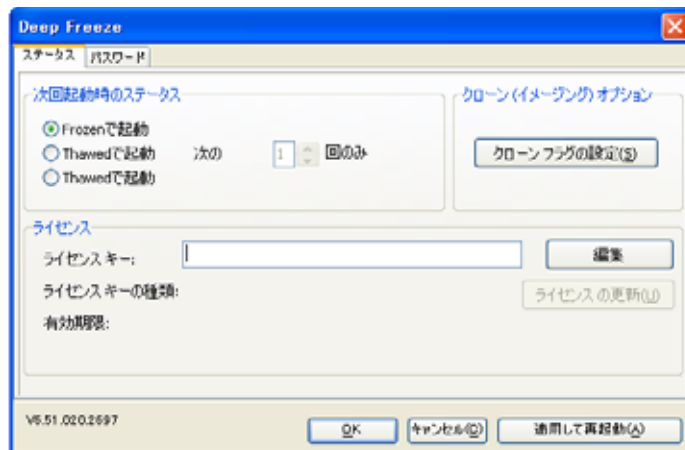 Deep Freeze
ステータス パスワード
次回起動時のステータス
Frozenで起動
Thawedで起動 次の 1 回のみ
Thawedで起動
クローン (イメージング) オプション
クローン フラグの設定(S)
ライセンス
ライセンス キー: 編集
ライセンス キーの種類: ライセンス の更新(U)
有効期限:
V6.51.020.2697
OK キャンセル(C) 適用して再起動(A)